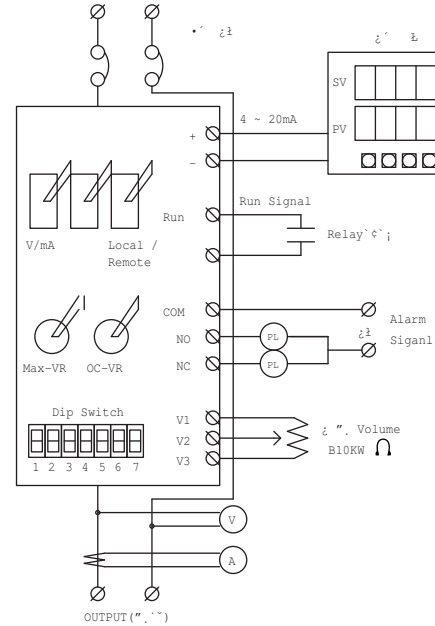 SV
4 ~ 20mA
+
PV
−
Run Signal
Run
Relay
V/mA
Local /
Remote
COM
Alarm
NO
PL
Siganl
Max-VR
OC-VR
NC
PL
Dip Switch
V1
V2
Volume
V3
B10KW Ω
1 2 3 4 5 6 7
V
A
OUTPUT